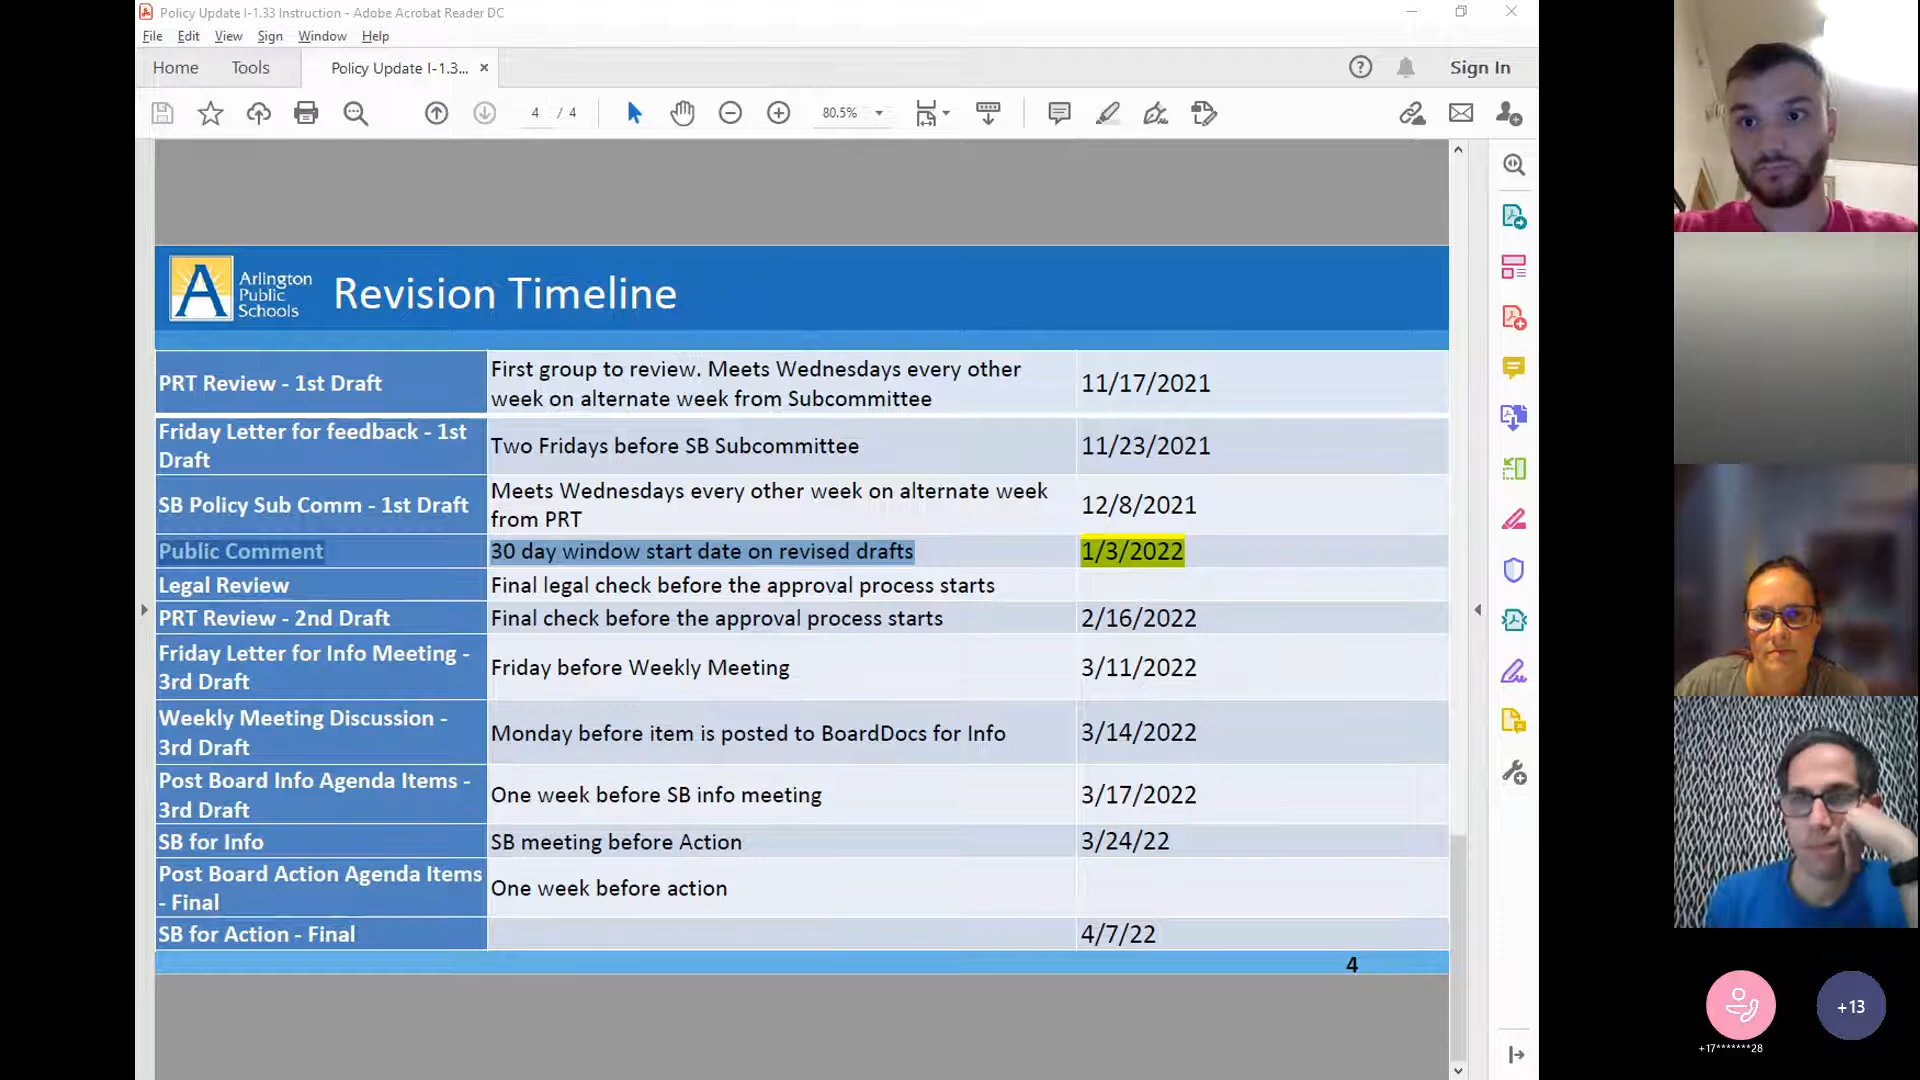 Policy Update I-1.33 Instruction - Adobe Acrobat Reader DC
File Edit View Sign Window Help
Home Tools Policy Update I-1.3... × Sign In
4 / 4 80.5%
Arlington
Public
Schools
Revision Timeline
PRT Review - 1st Draft
First group to review. Meets Wednesdays every other
week on alternate week from Subcommittee
11/17/2021
Friday Letter for feedback - 1st
Draft
Two Fridays before SB Subcommittee
11/23/2021
SB Policy Sub Comm - 1st Draft
Meets Wednesdays every other week on alternate week
from PRT
12/8/2021
Public Comment
30 day window start date on revised drafts
1/3/2022
Legal Review
Final legal check before the approval process starts
PRT Review - 2nd Draft
Final check before the approval process starts
2/16/2022
Friday Letter for Info Meeting -
3rd Draft
Friday before Weekly Meeting
3/11/2022
Weekly Meeting Discussion -
3rd Draft
Monday before item is posted to BoardDocs for Info
3/14/2022
Post Board Info Agenda Items -
3rd Draft
One week before SB info meeting
3/17/2022
SB for Info
SB meeting before Action
3/24/22
Post Board Action Agenda Items
- Final
One week before action
SB for Action - Final
4/7/22
4
+13
+17*******28